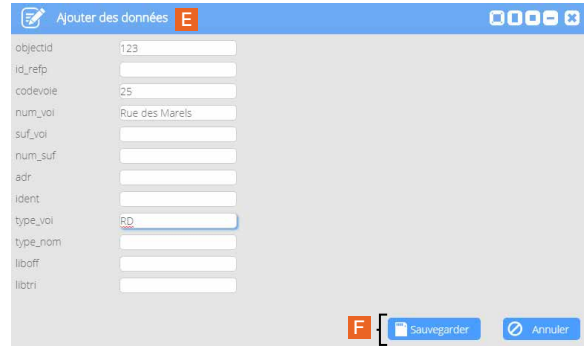 Ajouter des données E
objectid 123
id_refp
codevoie 25
num_voi Rue des Marels
suf_voi
num_suf
adr
ident
type_voi RD
type_nom
liboff
libtri
F Sauvegarder Annuler